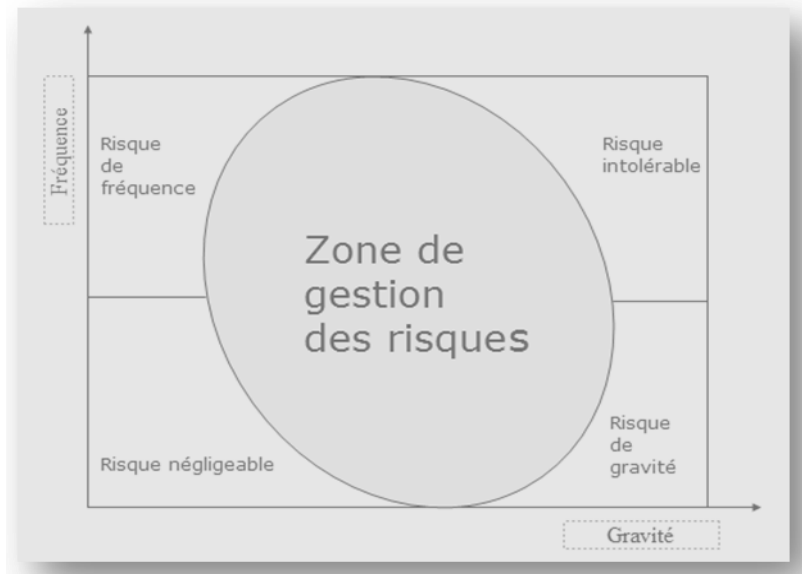 Fréquence
Risque
de
fréquence
Risque
intolérable
Zone de
gestion
des risques
Risque négligeable
Risque
de
gravité
Gravité